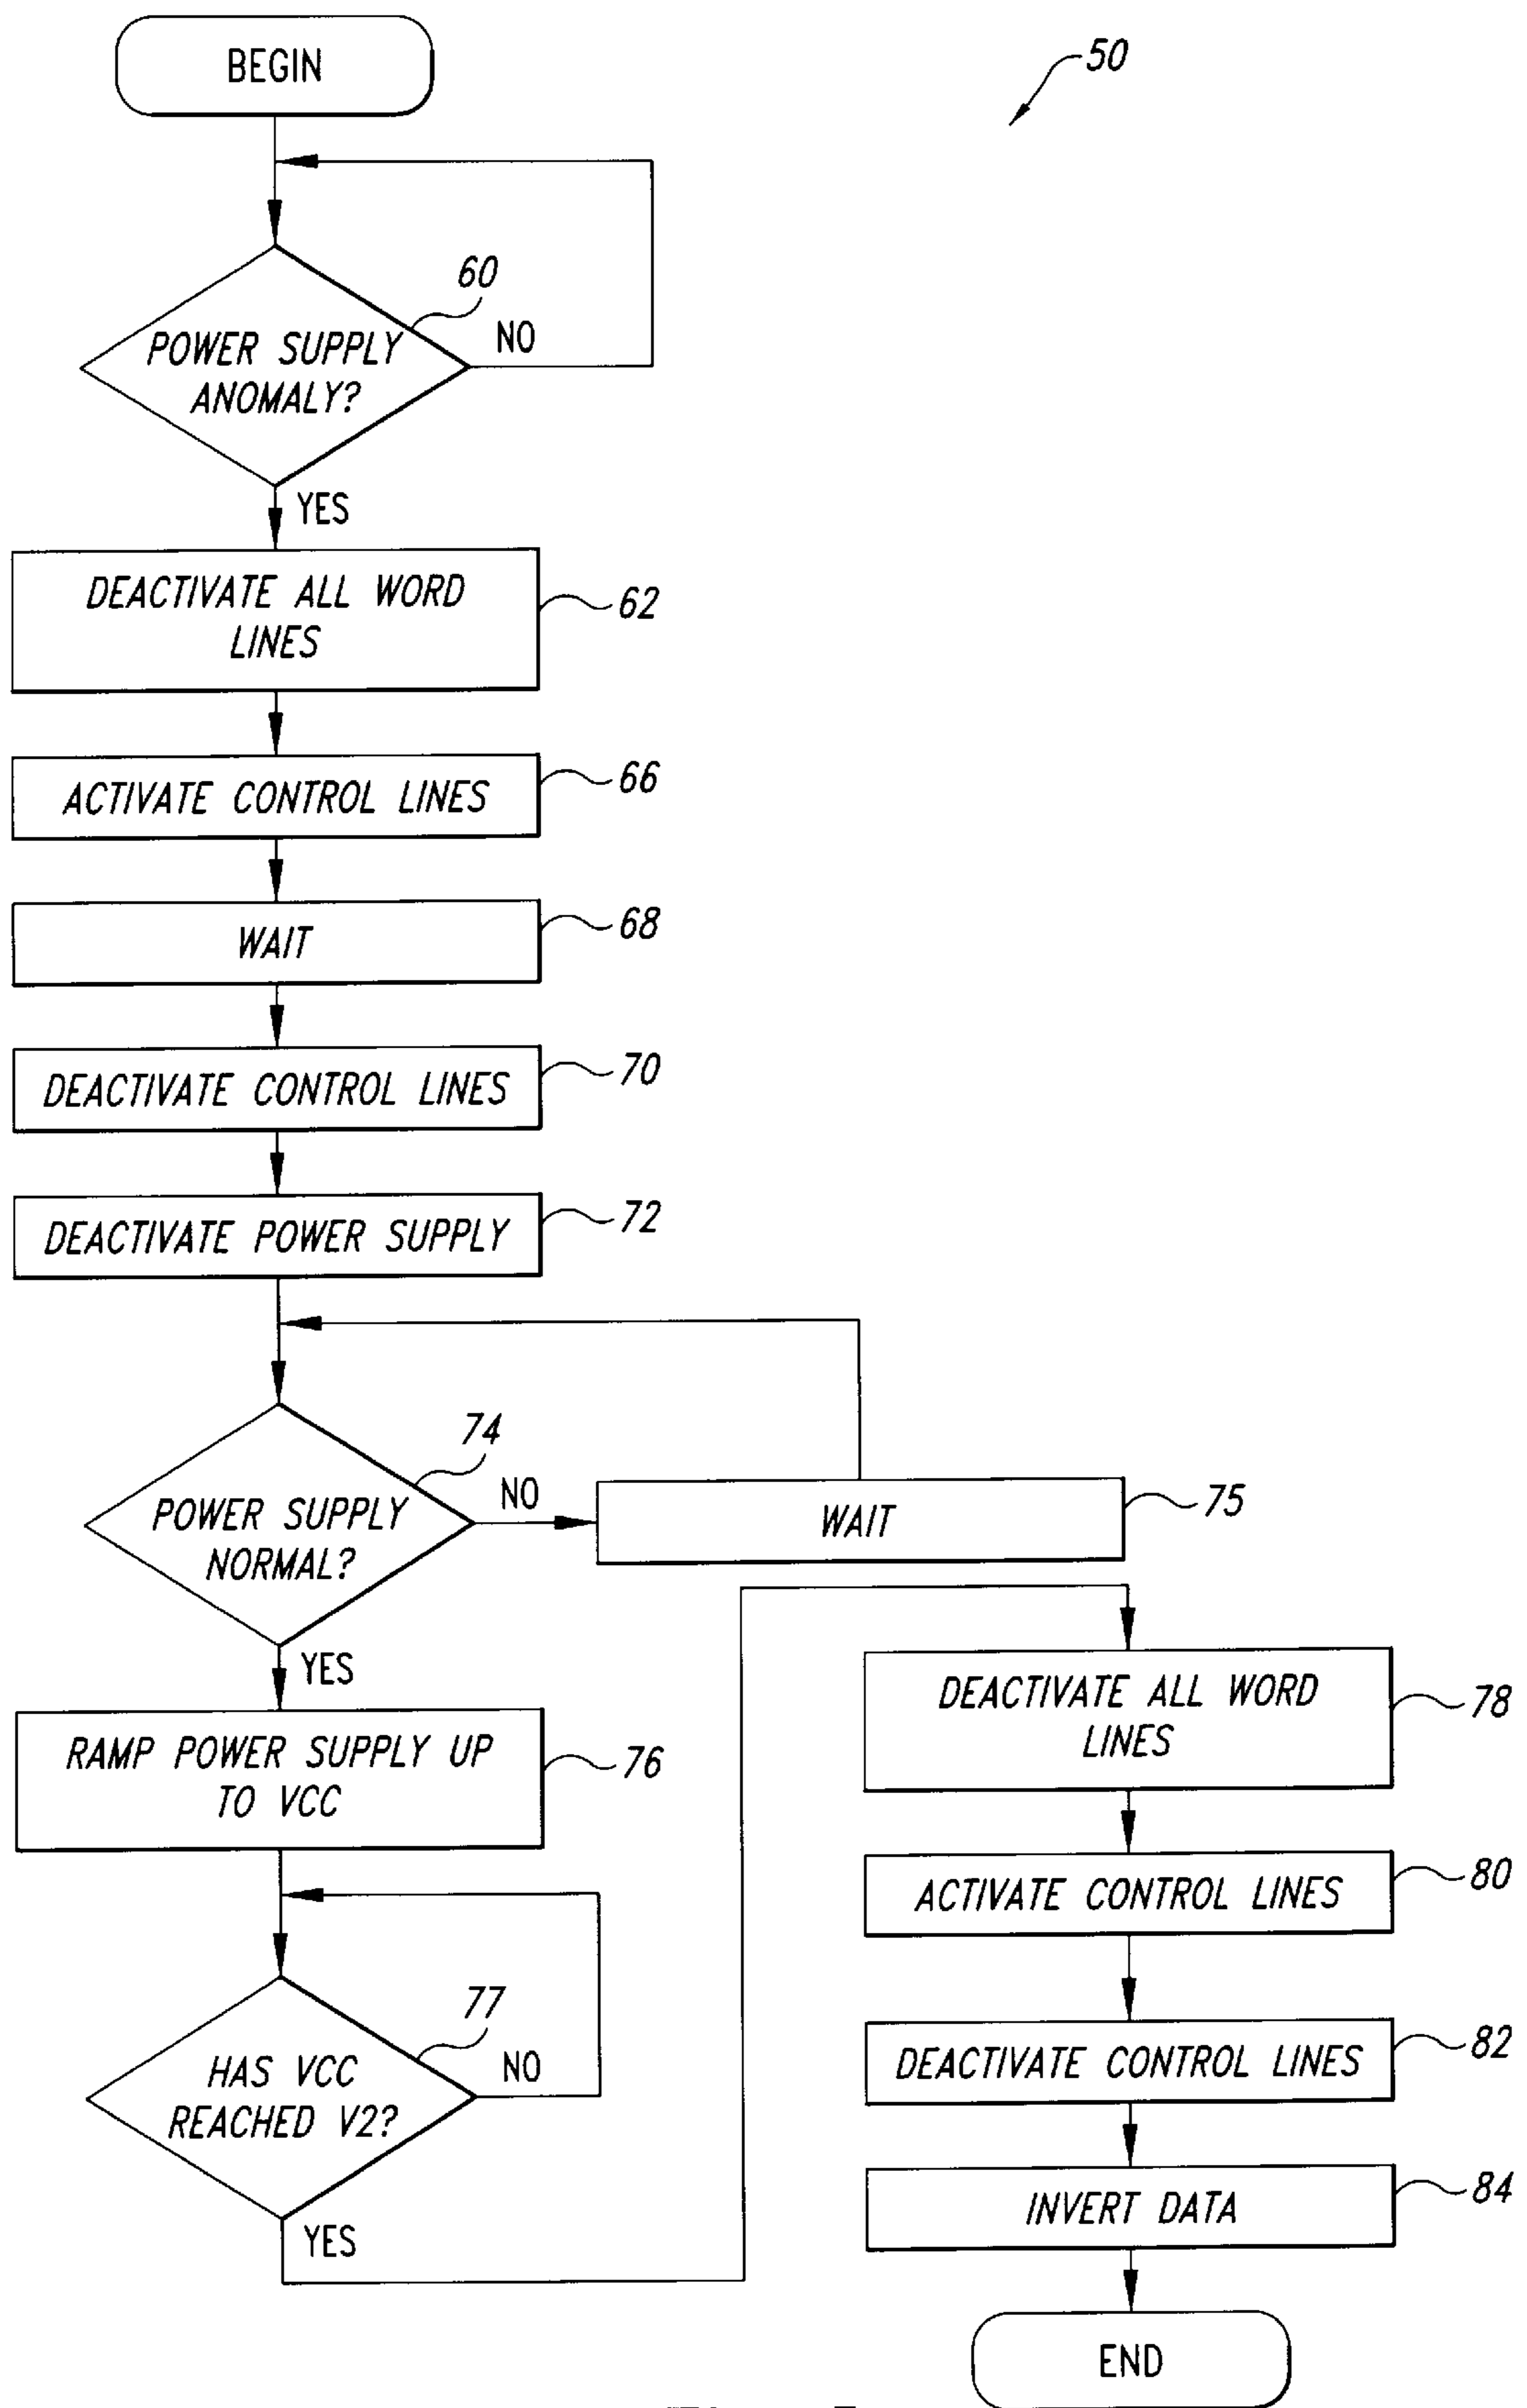 BEGIN
50
60
POWER SUPPLY
ANOMALY?
NO
YES
DEACTIVATE ALL WORD
LINES
62
ACTIVATE CONTROL LINES
66
WAIT
68
DEACTIVATE CONTROL LINES
70
DEACTIVATE POWER SUPPLY
72
74
POWER SUPPLY
NORMAL?
NO
WAIT
75
YES
RAMP POWER SUPPLY UP
TO VCC
76
77
HAS VCC
REACHED V2?
NO
YES
DEACTIVATE ALL WORD
LINES
78
ACTIVATE CONTROL LINES
80
DEACTIVATE CONTROL LINES
82
INVERT DATA
84
END